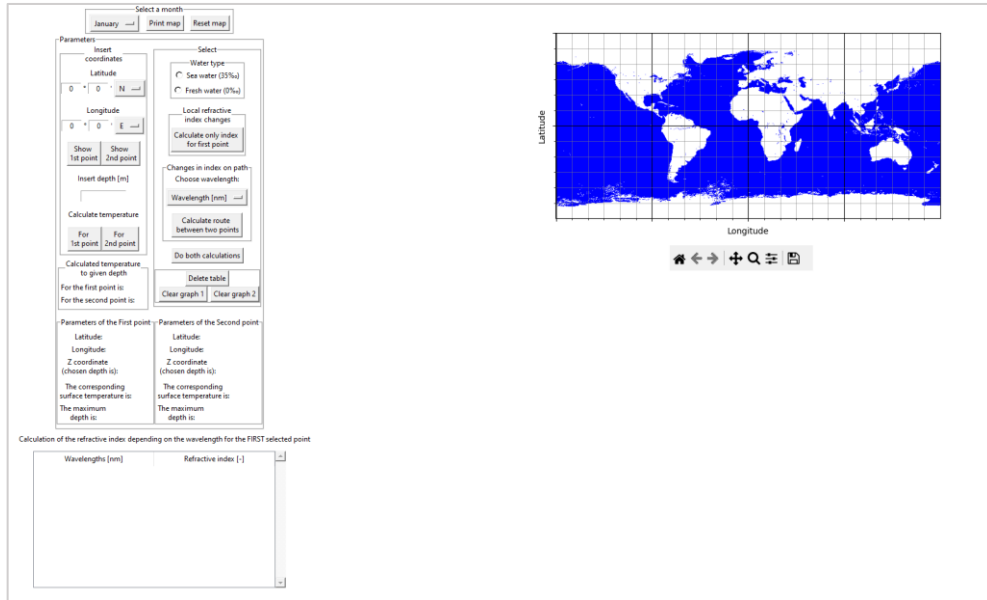 Select a month
January
Print map
Reset map
Parameters
Insert
coordinates
Latitude
0 ° 0 ' N
Longitude
0 ° 0 ' E
Show
1st point
Show
2nd point
Insert depth [m]
Calculate temperature
For
1st point
For
2nd point
Calculated temperature
to given depth
For the first point is:
For the second point is:
Select
Water type
Sea water (35‰)
Fresh water (0‰)
Local refractive
index changes
Calculate only index
for first point
Changes in index on path
Choose wavelength:
Wavelength [nm]
Calculate route
between two points
Do both calculations
Delete table
Clear graph 1
Clear graph 2
Parameters of the First point
Latitude:
Longitude:
Z coordinate
(chosen depth is):
The corresponding
surface temperature is:
The maximum
depth is:
Parameters of the Second point
Latitude:
Longitude:
Z coordinate
(chosen depth is):
The corresponding
surface temperature is:
The maximum
depth is:
Calculation of the refractive index depending on the wavelength for the FIRST selected point
Wavelengths [nm]
Refractive index [-]
Latitude
Longitude